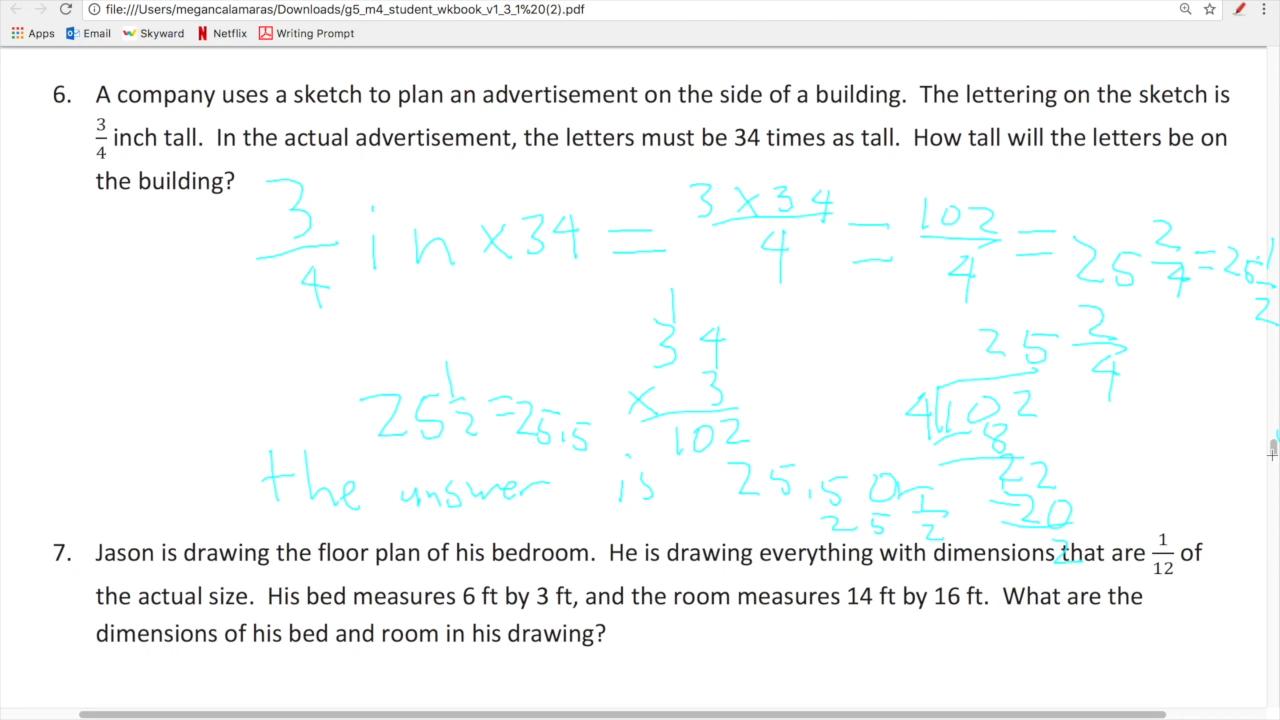 file:///Users/megancalamaras/Downloads/g5_m4_student_wkbook_v1_3_1%20(2).pdf
Apps Email Skyward Netflix Writing Prompt
6. A company uses a sketch to plan an advertisement on the side of a building. The lettering on the sketch is
3/4 inch tall. In the actual advertisement, the letters must be 34 times as tall. How tall will the letters be on
the building?
3/4 in × 34 = 3 × 34 / 4 = 102/4 = 25 2/4 = 25 1/2
1
34
× 3
102
25 2/4
4 102
8
22
-20
2
25 1/2 = 25.5
the answer is 25.5 or
25 1/2
7. Jason is drawing the floor plan of his bedroom. He is drawing everything with dimensions that are 1/12 of
the actual size. His bed measures 6 ft by 3 ft, and the room measures 14 ft by 16 ft. What are the
dimensions of his bed and room in his drawing?